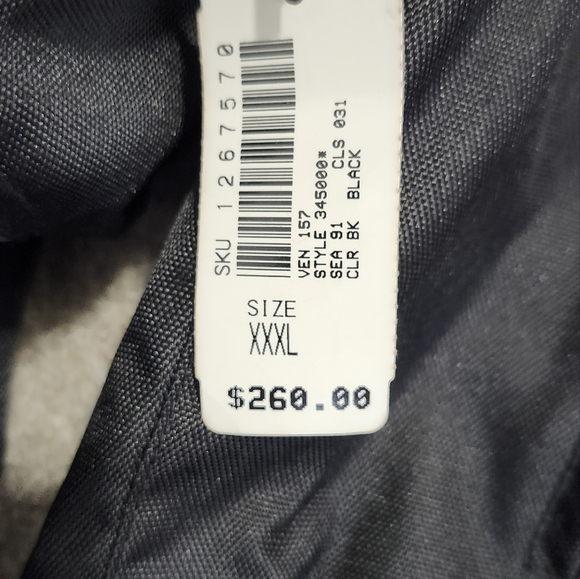 SKU 1267570
VEN 157
STYLE 345000*
SEA 91 CLS 031
CLR BK BLACK
SIZE
XXXL
$260.00